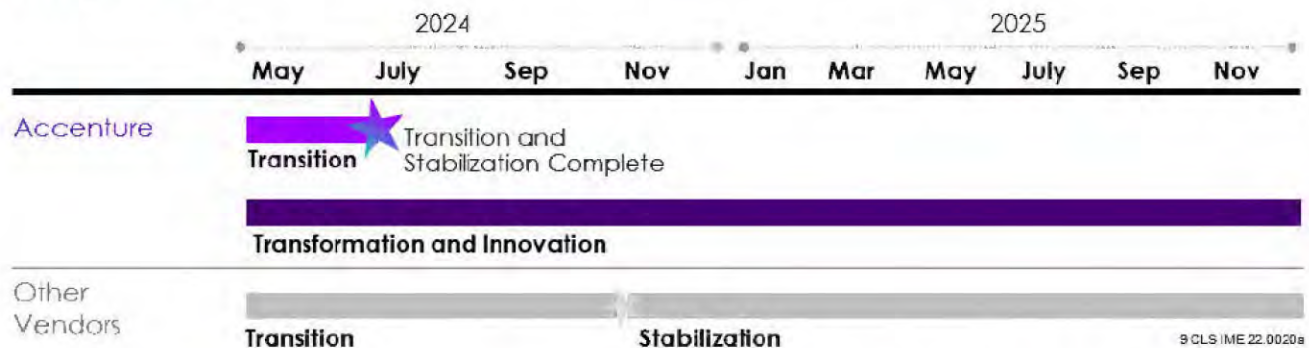 2024 2025
May July Sep Nov Jan Mar May July Sep Nov
Accenture
Transition and
Stabilization Complete
Transition
Transformation and Innovation
Other
Vendors
Transition Stabilization
9 CLS IME 22.0020a